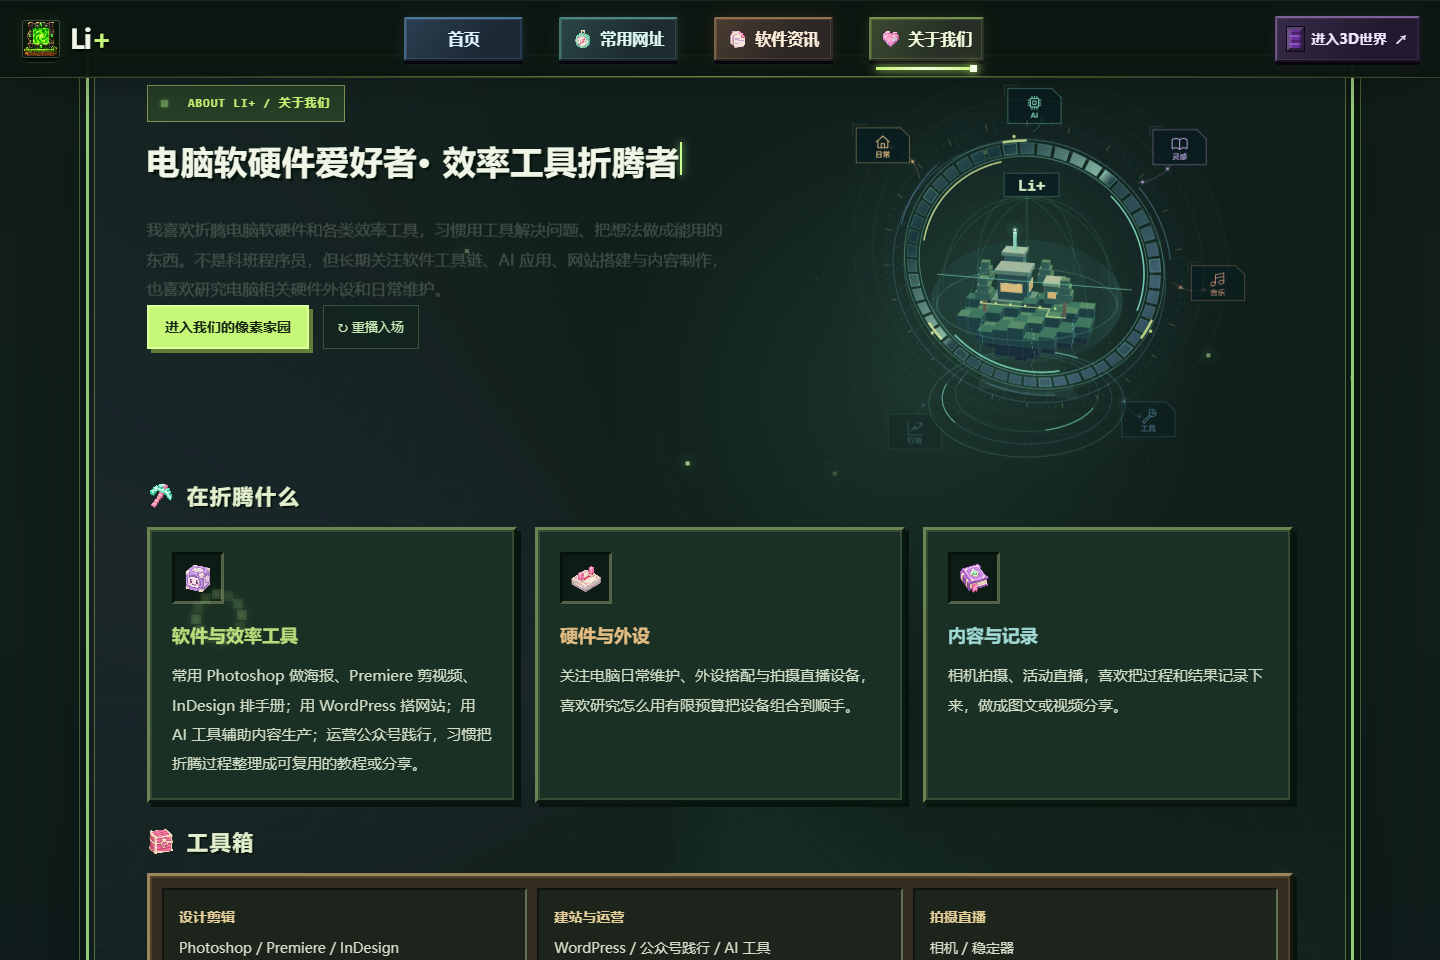 Li+
首页
常用网址
软件资讯
关于我们
进入3D世界 ↗
ABOUT LI+ / 关于我们
电脑软硬件爱好者• 效率工具折腾者
我喜欢折腾电脑软硬件和各类效率工具，习惯用工具解决问题、把想法做成能用的
东西。不是科班程序员，但长期关注软件工具链、AI 应用、网站搭建与内容制作，
也喜欢研究电脑相关硬件外设和日常维护。
进入我们的像素家园
↻ 重播入场
AI
日常
灵感
Li+
音乐
工具
行情
在折腾什么
软件与效率工具
常用 Photoshop 做海报、Premiere 剪视频、
InDesign 排手册；用 WordPress 搭网站；用
AI 工具辅助内容生产；运营公众号践行，习惯把
折腾过程整理成可复用的教程或分享。
硬件与外设
关注电脑日常维护、外设搭配与拍摄直播设备，
喜欢研究怎么用有限预算把设备组合到顺手。
内容与记录
相机拍摄、活动直播，喜欢把过程和结果记录下
来，做成图文或视频分享。
工具箱
设计剪辑
Photoshop / Premiere / InDesign
建站与运营
WordPress / 公众号践行 / AI 工具
拍摄直播
相机 / 稳定器